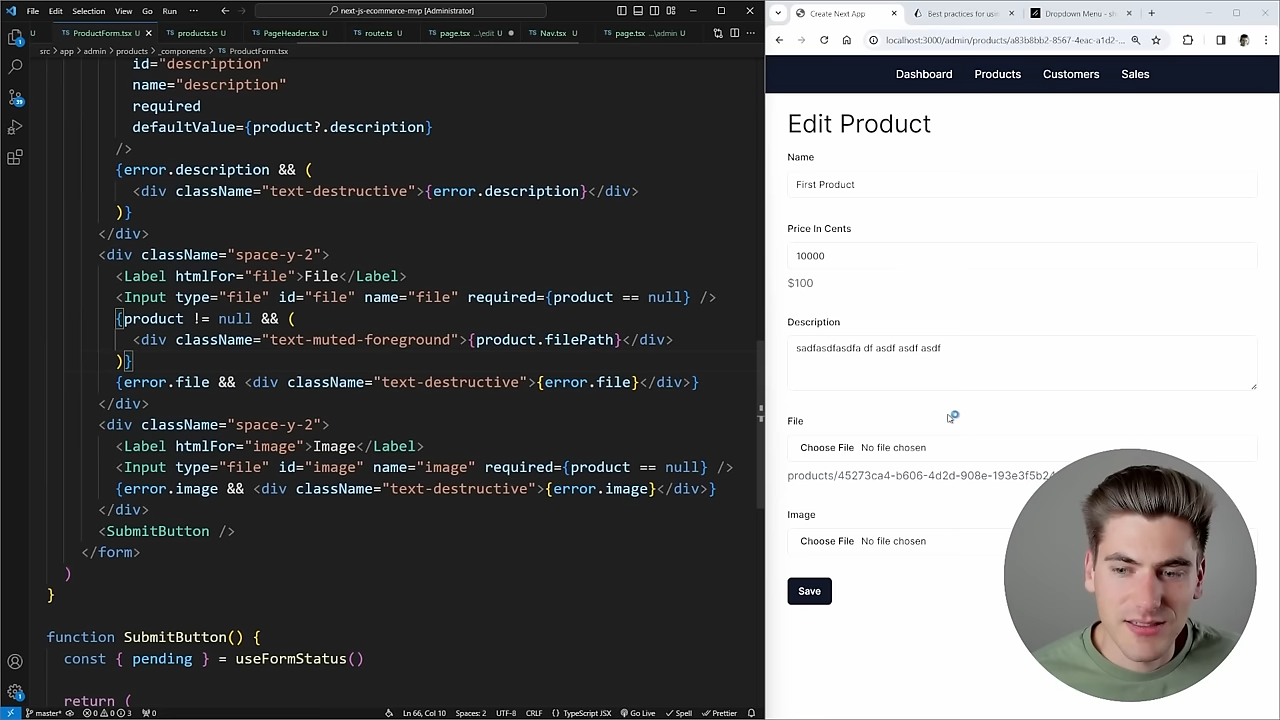 File Edit Selection View Go Run ···
next-js-ecommerce-mvp [Administrator]
U
ProductForm.tsx U
products.ts U
PageHeader.tsx U
route.ts U
page.tsx ...\edit U
Nav.tsx U
page.tsx ...\admin U
src > app > admin > products > _components > ProductForm.tsx
id="description"
name="description"
required
defaultValue={product?.description}
/>
{error.description && (
<div className="text-destructive">{error.description}</div>
)}
</div>
<div className="space-y-2">
<Label htmlFor="file">File</Label>
<Input type="file" id="file" name="file" required={product == null} />
{product != null && (
<div className="text-muted-foreground">{product.filePath}</div>
)}
{error.file && <div className="text-destructive">{error.file}</div>}
</div>
<div className="space-y-2">
<Label htmlFor="image">Image</Label>
<Input type="file" id="image" name="image" required={product == null} />
{error.image && <div className="text-destructive">{error.image}</div>}
</div>
<SubmitButton />
</form>
)
}
function SubmitButton() {
const { pending } = useFormStatus()
return (
master* 0 0 3 0
Ln 66, Col 10 Spaces: 2 UTF-8 CRLF {} TypeScript JSX Go Live Spell Prettier
Create Next App
Best practices for usin
Dropdown Menu - sh
localhost:3000/admin/products/a83b8bb2-8567-4eac-a1d2-...
Dashboard Products Customers Sales
Edit Product
Name
First Product
Price In Cents
10000
$100
Description
sadfasdfasdfa df asdf asdf asdf
File
Choose File No file chosen
products/45273ca4-b606-4d2d-908e-193e3f5b24
Image
Choose File No file chosen
Save